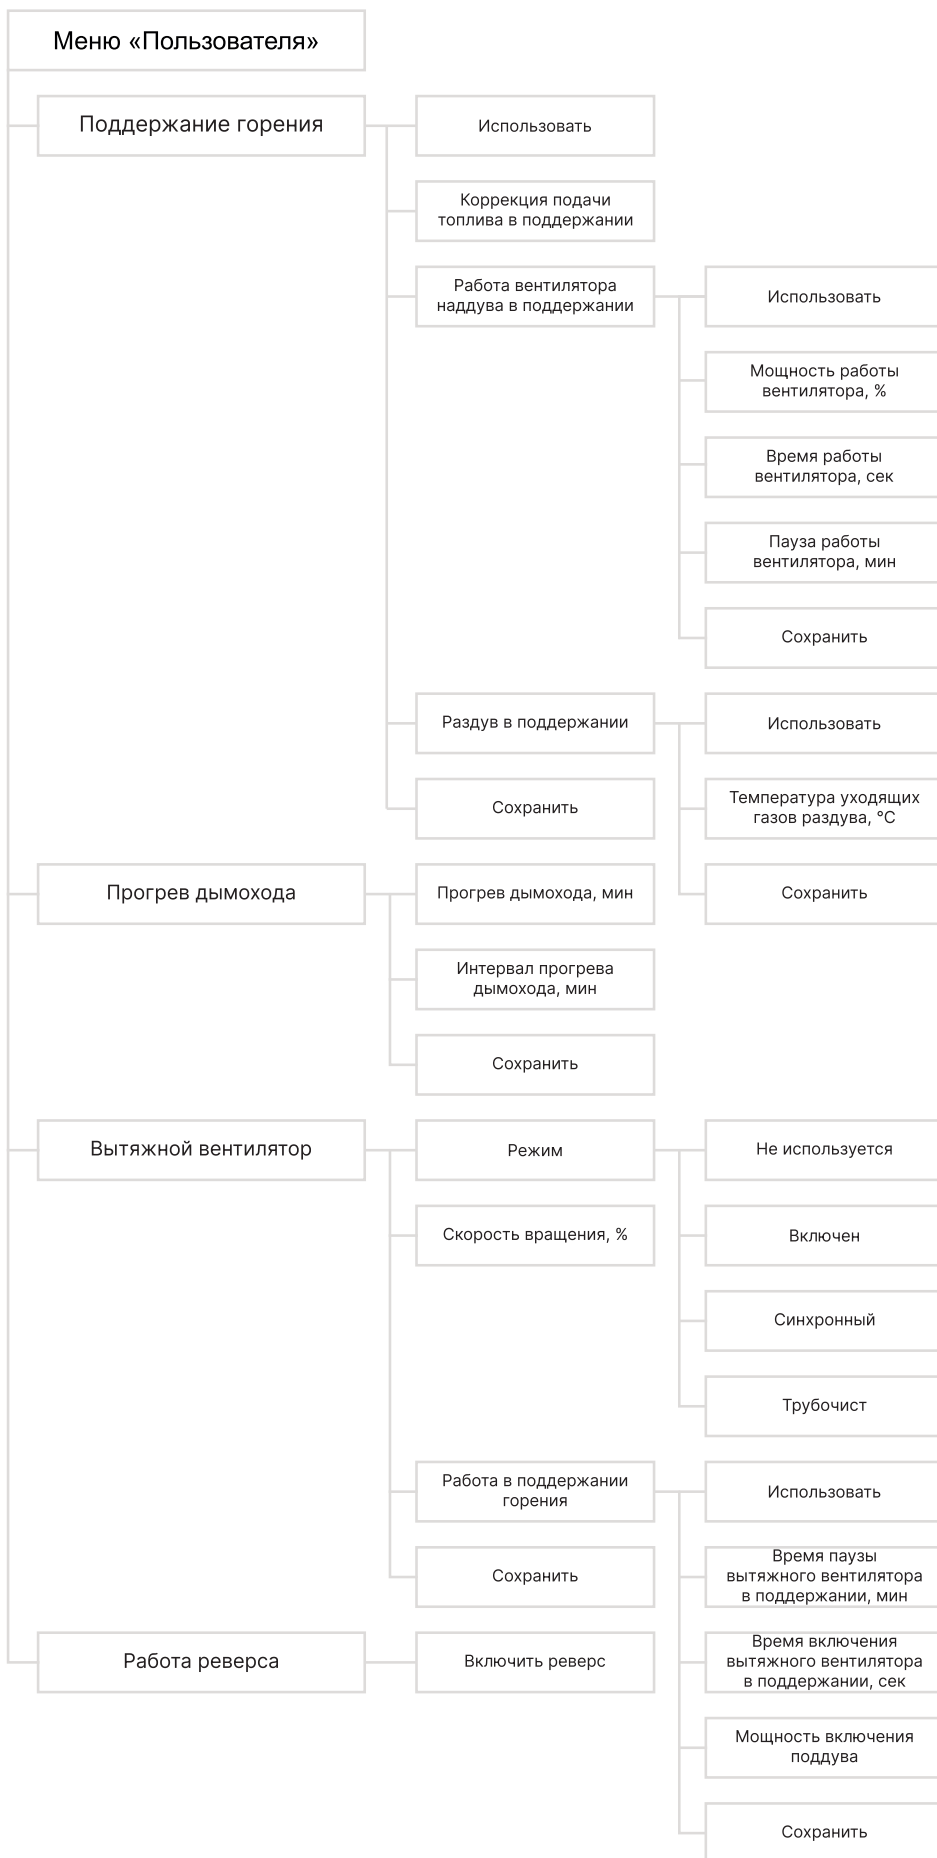 Меню «Пользователя»
Поддержание горения
Использовать
Коррекция подачи
топлива в поддержании
Работа вентилятора
наддува в поддержании
Использовать
Мощность работы
вентилятора, %
Время работы
вентилятора, сек
Пауза работы
вентилятора, мин
Сохранить
Раздув в поддержании
Использовать
Температура уходящих
газов раздува, °С
Сохранить
Сохранить
Прогрев дымохода
Прогрев дымохода, мин
Интервал прогрева
дымохода, мин
Сохранить
Вытяжной вентилятор
Режим
Не используется
Включен
Синхронный
Трубочист
Скорость вращения, %
Работа в поддержании
горения
Использовать
Время паузы
вытяжного вентилятора
в поддержании, мин
Время включения
вытяжного вентилятора
в поддержании, сек
Мощность включения
поддува
Сохранить
Сохранить
Работа реверса
Включить реверс